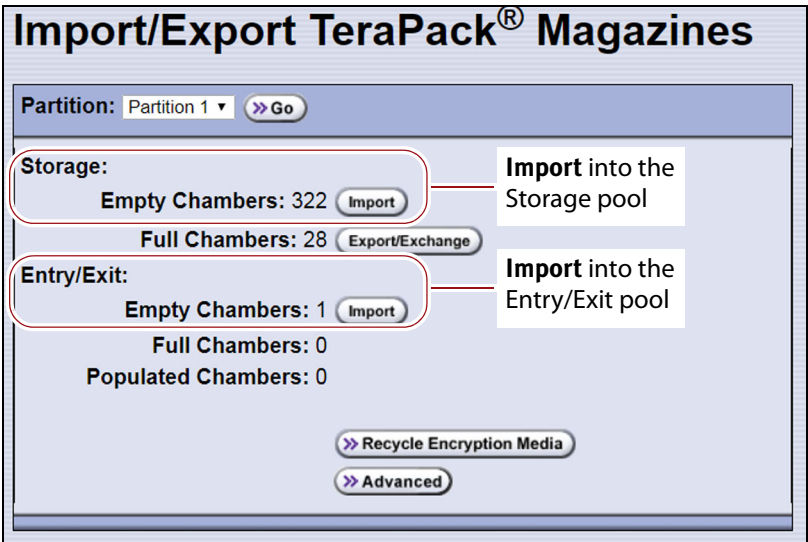 Import/Export TeraPack® Magazines
Partition: Partition 1 ▼ >> Go
Storage:
Empty Chambers: 322 Import
Full Chambers: 28 Export/Exchange
Import into the
Storage pool
Entry/Exit:
Empty Chambers: 1 Import
Import into the
Entry/Exit pool
Full Chambers: 0
Populated Chambers: 0
>> Recycle Encryption Media
>> Advanced